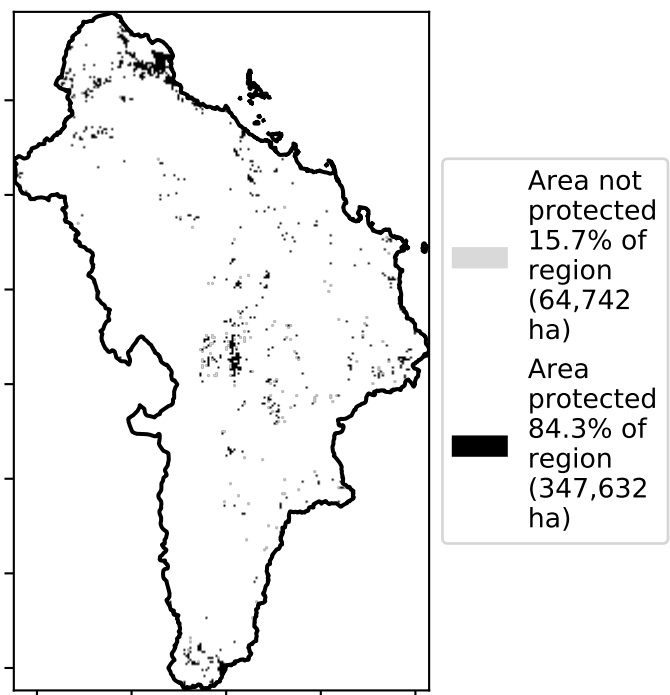 Area not
protected
15.7% of
region
(64,742
ha)
Area
protected
84.3% of
region
(347,632
ha)